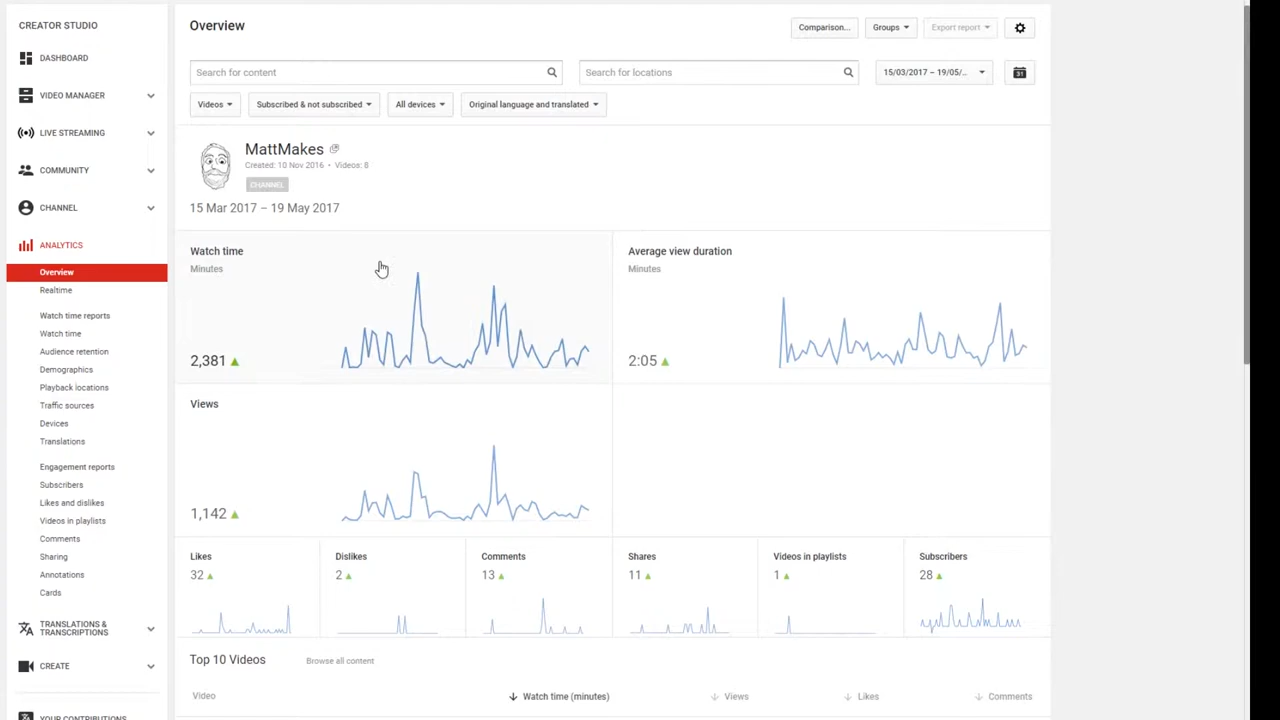 CREATOR STUDIO
DASHBOARD
VIDEO MANAGER
LIVE STREAMING
COMMUNITY
CHANNEL
ANALYTICS
Overview
Realtime
Watch time reports
Watch time
Audience retention
Demographics
Playback locations
Traffic sources
Devices
Translations
Engagement reports
Subscribers
Likes and dislikes
Videos in playlists
Comments
Sharing
Annotations
Cards
TRANSLATIONS &
TRANSCRIPTIONS
CREATE
YOUR CONTRIBUTIONS
Overview
Comparison... Groups Export report
Search for content Search for locations 15/03/2017 – 19/05/... 31
Videos Subscribed & not subscribed All devices Original language and translated
MattMakes
Created: 10 Nov 2016 • Videos: 8
CHANNEL
15 Mar 2017 – 19 May 2017
Watch time Average view duration
Minutes Minutes
2,381 2:05
Views
1,142
Likes Dislikes Comments Shares Videos in playlists Subscribers
32 2 13 11 1 28
Top 10 Videos Browse all content
Video Watch time (minutes) Views Likes Comments